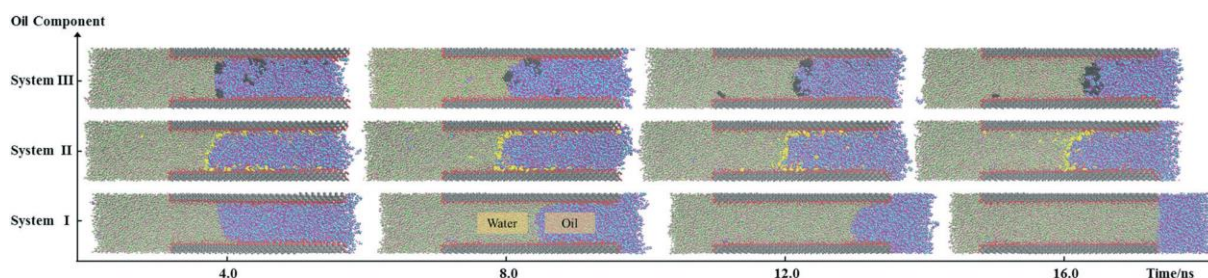 Oil Component
System III
System II
System I
Water
Oil
4.0
8.0
12.0
16.0
Time/ns